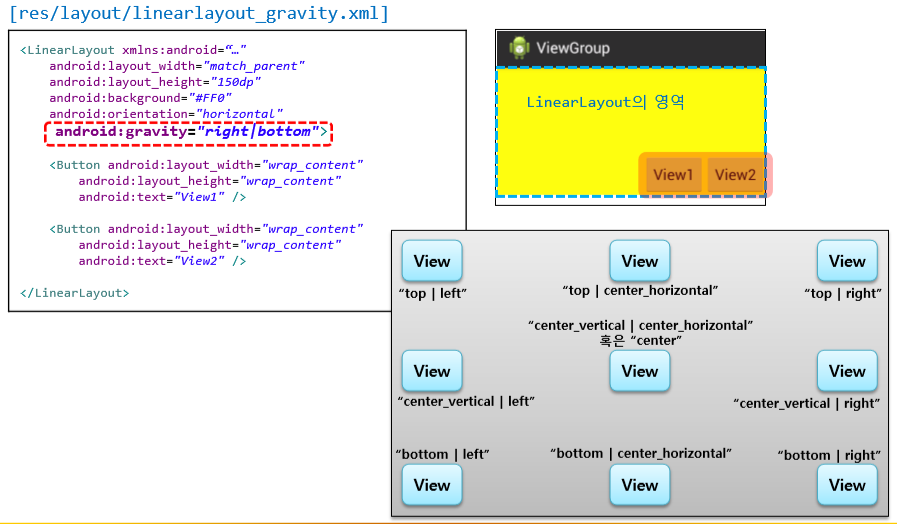 [res/layout/linearlayout_gravity.xml]
<LinearLayout xmlns:android="…"
android:layout_width="match_parent"
android:layout_height="150dp"
android:background="#FF0"
android:orientation="horizontal"
android:gravity="right|bottom">
<Button android:layout_width="wrap_content"
android:layout_height="wrap_content"
android:text="View1" />
<Button android:layout_width="wrap_content"
android:layout_height="wrap_content"
android:text="View2" />
</LinearLayout>
ViewGroup
LinearLayout의 영역
View1 View2
View View View
“top | left” “top | center_horizontal” “top | right”
“center_vertical | center_horizontal”
혹은 “center”
View View View
“center_vertical | left” “center_vertical | right”
“bottom | left” “bottom | center_horizontal” “bottom | right”
View View View